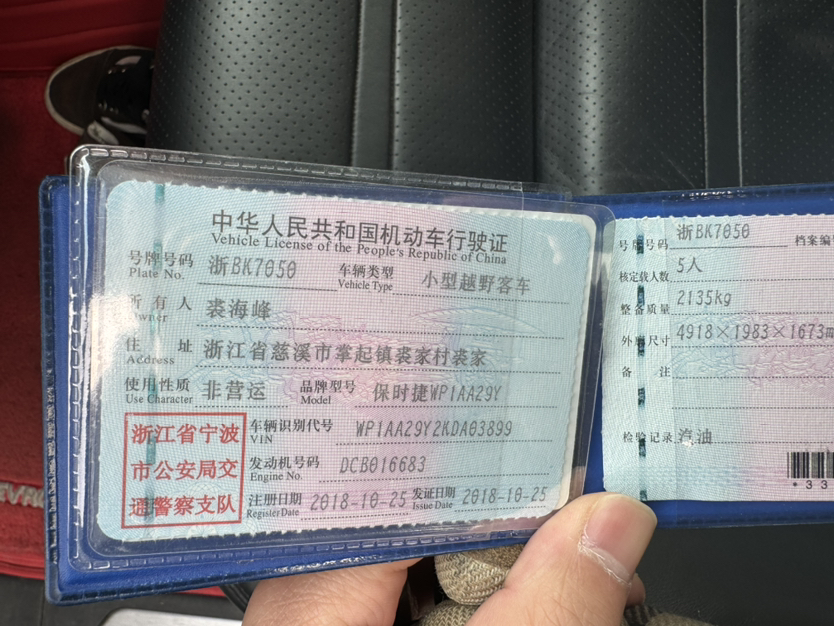 中华人民共和国机动车行驶证
Vehicle License of the People's Republic of China
号牌号码 浙BK7050 车辆类型 小型越野客车
Plate No. Vehicle Type
所有人 裘海峰
Owner
住址 浙江省慈溪市掌起镇裘家村裘家
Address
使用性质 非营运 品牌型号 保时捷WP1AA29Y
Use Character Model
浙江省宁波
市公安局交
通警察支队
车辆识别代号 WP1AA29Y2KDA03899
VIN
发动机号码 DCB016683
Engine No.
注册日期 2018-10-25 发证日期 2018-10-25
Register Date Issue Date
号牌号码 浙BK7050 档案编号
核定载人数 5人
整备质量 2135kg
外廓尺寸 4918×1983×1673m
备注
检验记录 汽油
*33